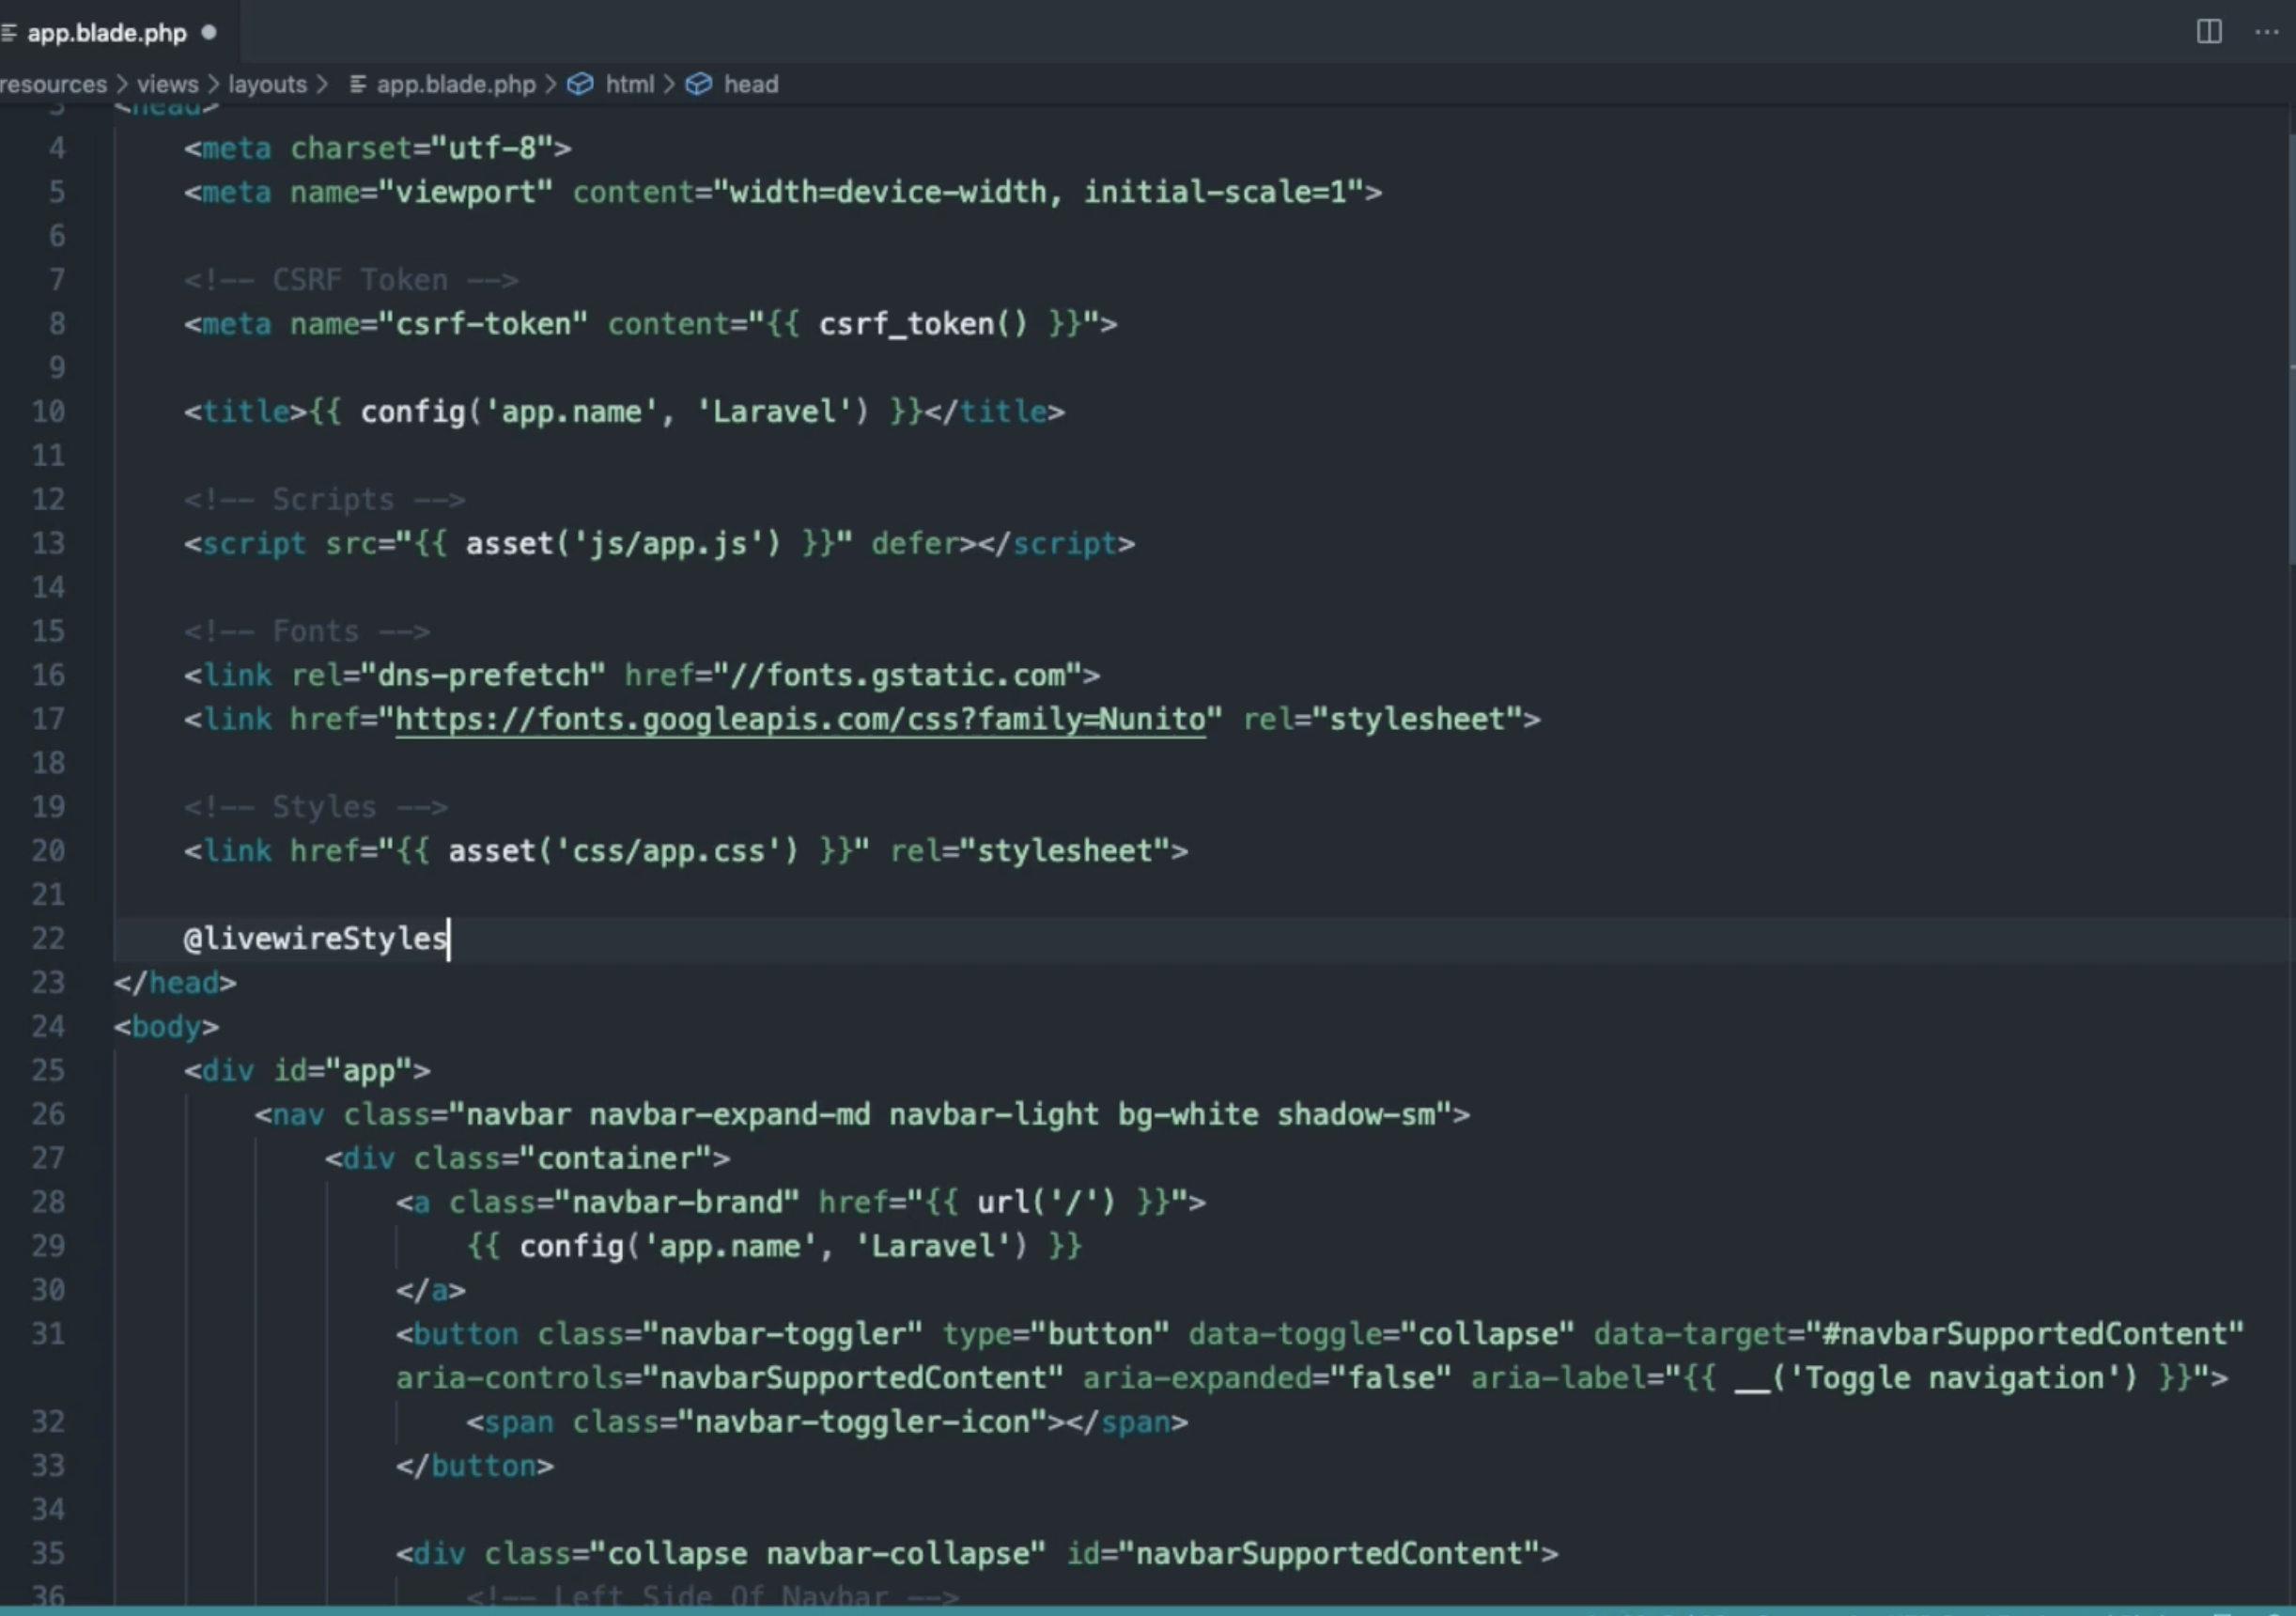 app.blade.php
resources > views > layouts > app.blade.php > html > head
3 <head>
4 <meta charset="utf-8">
5 <meta name="viewport" content="width=device-width, initial-scale=1">
6
7 <!-- CSRF Token -->
8 <meta name="csrf-token" content="{{ csrf_token() }}">
9
10 <title>{{ config('app.name', 'Laravel') }}</title>
11
12 <!-- Scripts -->
13 <script src="{{ asset('js/app.js') }}" defer></script>
14
15 <!-- Fonts -->
16 <link rel="dns-prefetch" href="//fonts.gstatic.com">
17 <link href="https://fonts.googleapis.com/css?family=Nunito" rel="stylesheet">
18
19 <!-- Styles -->
20 <link href="{{ asset('css/app.css') }}" rel="stylesheet">
21
22 @livewireStyles
23 </head>
24 <body>
25 <div id="app">
26 <nav class="navbar navbar-expand-md navbar-light bg-white shadow-sm">
27 <div class="container">
28 <a class="navbar-brand" href="{{ url('/') }}">
29 {{ config('app.name', 'Laravel') }}
30 </a>
31 <button class="navbar-toggler" type="button" data-toggle="collapse" data-target="#navbarSupportedContent"
aria-controls="navbarSupportedContent" aria-expanded="false" aria-label="{{ __('Toggle navigation') }}">
32 <span class="navbar-toggler-icon"></span>
33 </button>
34
35 <div class="collapse navbar-collapse" id="navbarSupportedContent">
36 <!-- Left Side Of Navbar -->